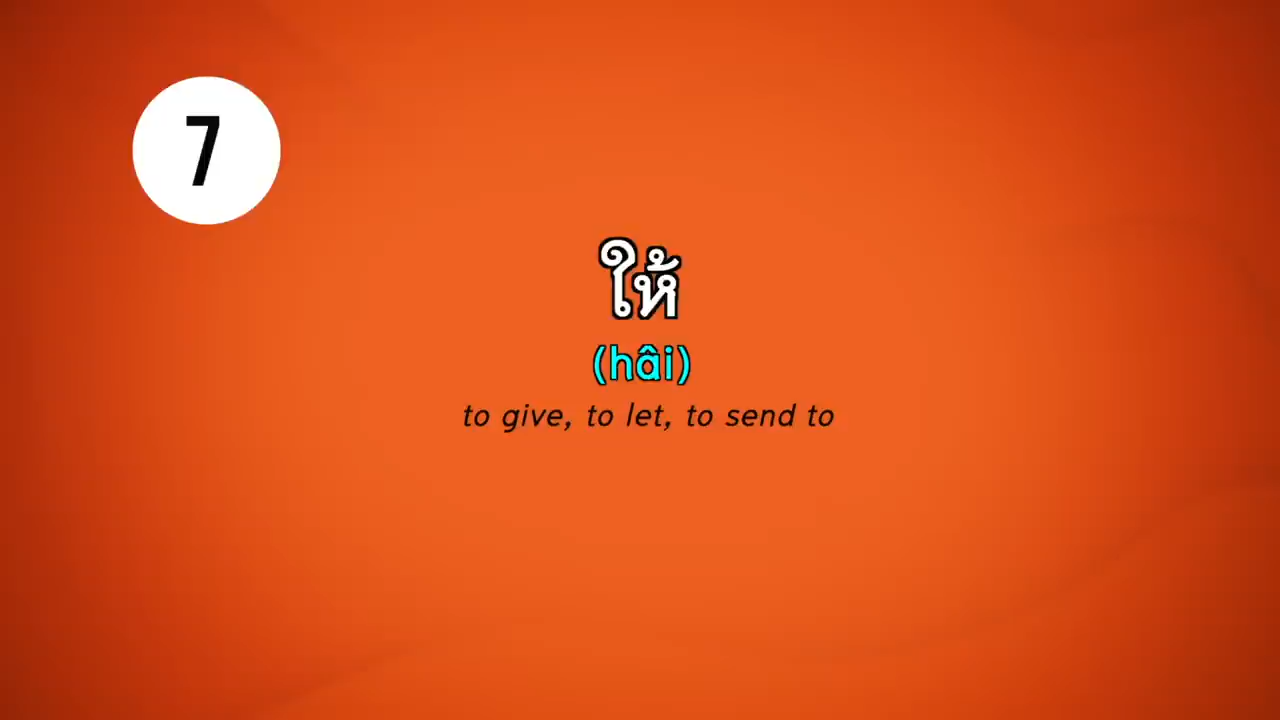 7
ให้
(hâi)
to give, to let, to send to